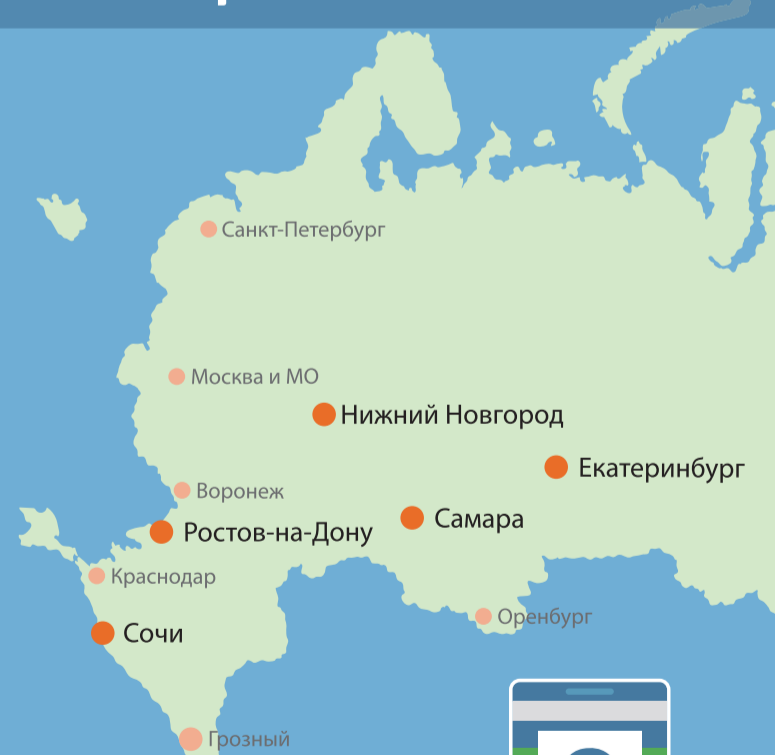 Санкт-Петербург
Москва и МО
Нижний Новгород
Екатеринбург
Воронеж
Самара
Ростов-на-Дону
Краснодар
Оренбург
Сочи
Грозный